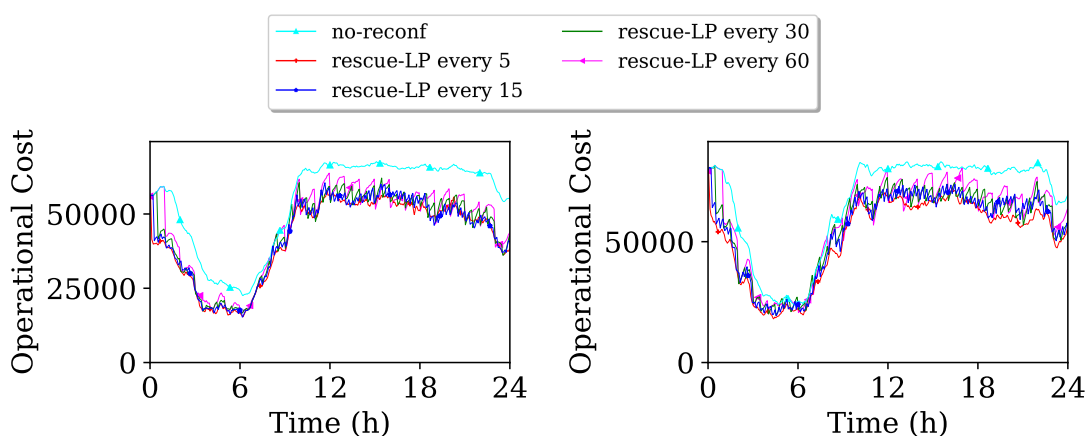 no-reconf
rescue-LP every 5
rescue-LP every 15
rescue-LP every 30
rescue-LP every 60
Operational Cost
50000
25000
0
0 6 12 18 24
Time (h)
Operational Cost
50000
0
0 6 12 18 24
Time (h)